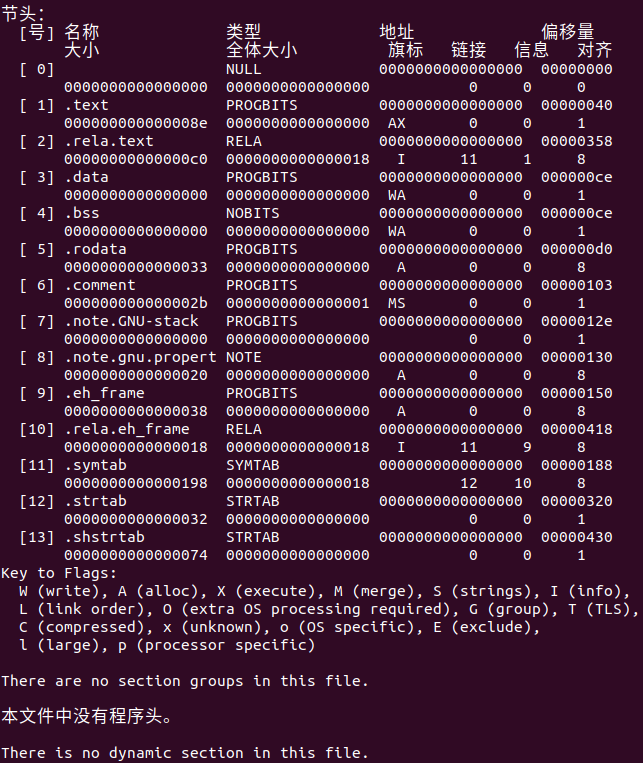 节头：
[号] 名称 类型 地址 偏移量
大小 全体大小 旗标 链接 信息 对齐
[ 0] NULL 0000000000000000 00000000
0000000000000000 0000000000000000 0 0 0
[ 1] .text PROGBITS 0000000000000000 00000040
000000000000008e 0000000000000000 AX 0 0 1
[ 2] .rela.text RELA 0000000000000000 00000358
00000000000000c0 0000000000000018 I 11 1 8
[ 3] .data PROGBITS 0000000000000000 000000ce
0000000000000000 0000000000000000 WA 0 0 1
[ 4] .bss NOBITS 0000000000000000 000000ce
0000000000000000 0000000000000000 WA 0 0 1
[ 5] .rodata PROGBITS 0000000000000000 000000d0
0000000000000033 0000000000000000 A 0 0 8
[ 6] .comment PROGBITS 0000000000000000 00000103
000000000000002b 0000000000000001 MS 0 0 1
[ 7] .note.GNU-stack PROGBITS 0000000000000000 0000012e
0000000000000000 0000000000000000 0 0 1
[ 8] .note.gnu.propert NOTE 0000000000000000 00000130
0000000000000020 0000000000000000 A 0 0 8
[ 9] .eh_frame PROGBITS 0000000000000000 00000150
0000000000000038 0000000000000000 A 0 0 8
[10] .rela.eh_frame RELA 0000000000000000 00000418
0000000000000018 0000000000000018 I 11 9 8
[11] .symtab SYMTAB 0000000000000000 00000188
0000000000000198 0000000000000018 12 10 8
[12] .strtab STRTAB 0000000000000000 00000320
0000000000000032 0000000000000000 0 0 1
[13] .shstrtab STRTAB 0000000000000000 00000430
0000000000000074 0000000000000000 0 0 1
Key to Flags:
W (write), A (alloc), X (execute), M (merge), S (strings), I (info),
L (link order), O (extra OS processing required), G (group), T (TLS),
C (compressed), x (unknown), o (OS specific), E (exclude),
l (large), p (processor specific)
There are no section groups in this file.
本文件中没有程序头。
There is no dynamic section in this file.